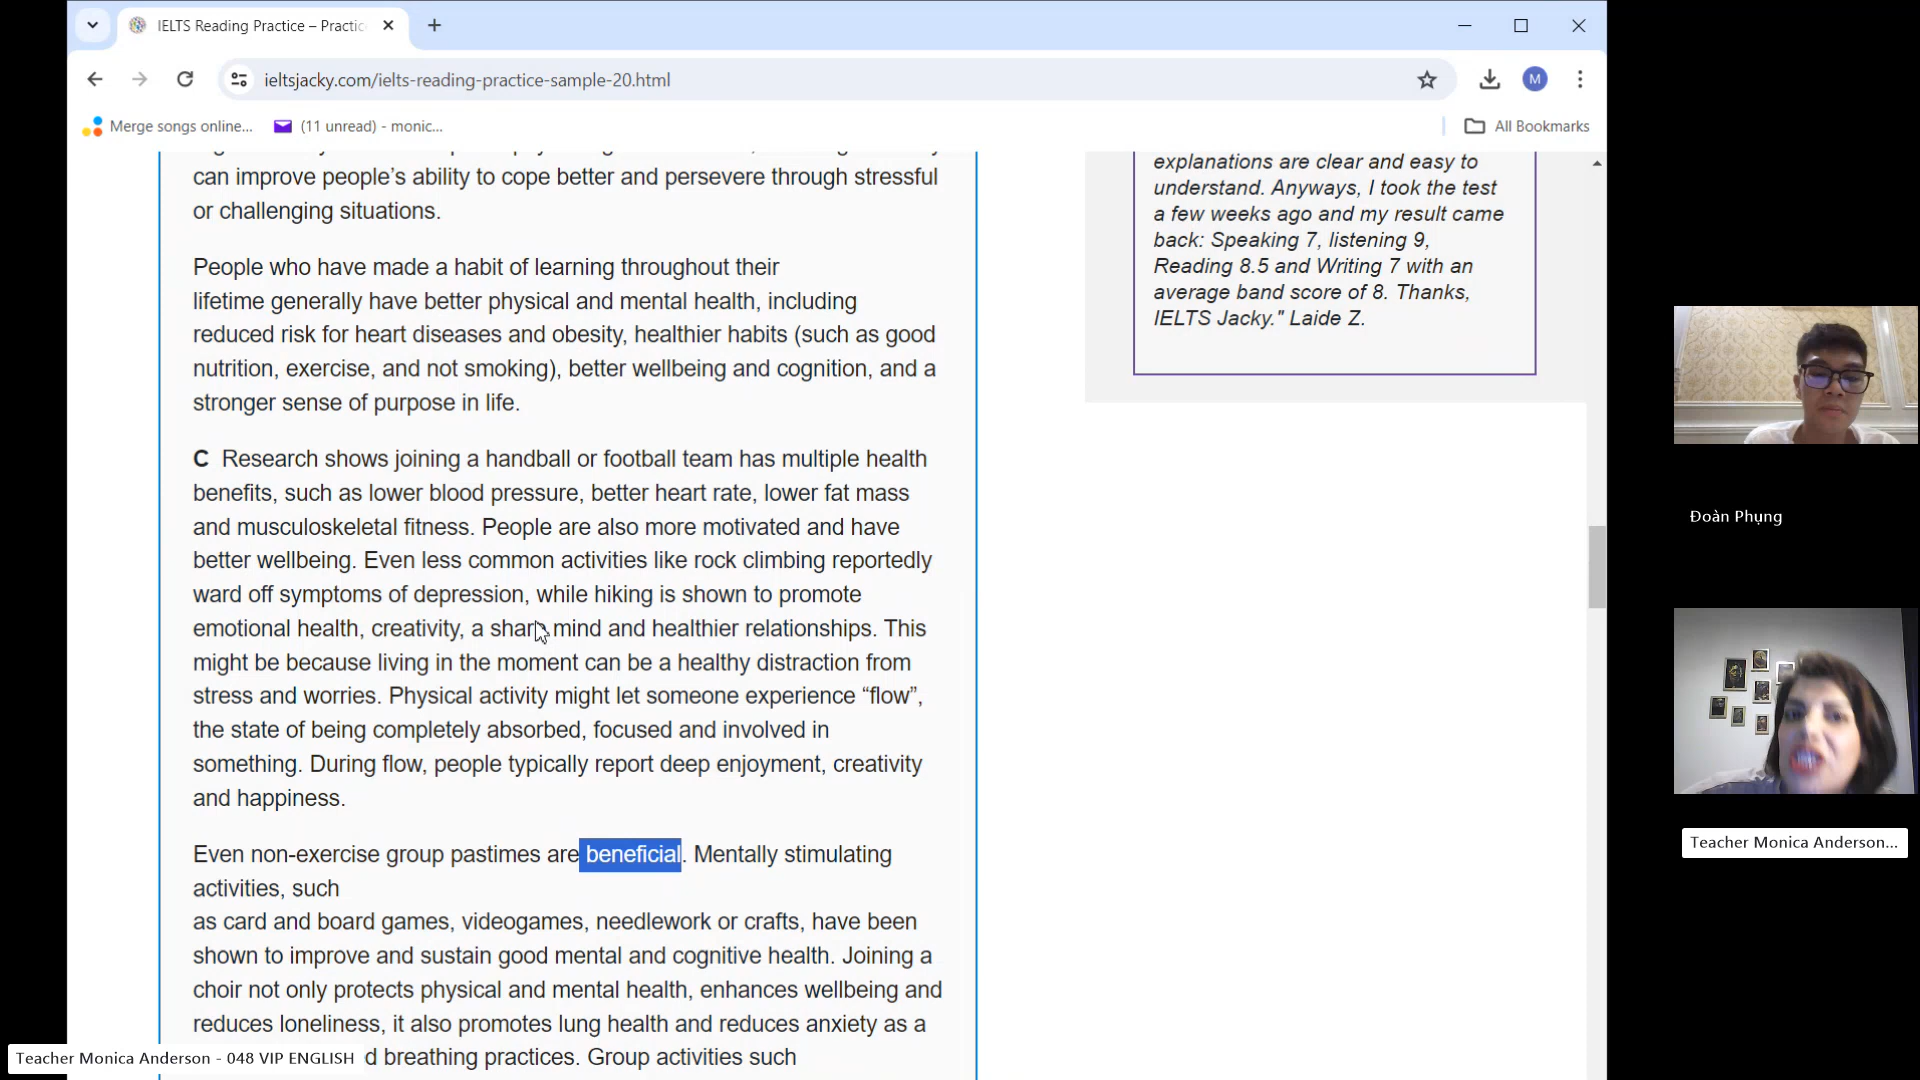 IELTS Reading Practice – Practic
ieltsjacky.com/ielts-reading-practice-sample-20.html
M
Merge songs online...
(11 unread) - monic...
All Bookmarks
can improve people’s ability to cope better and persevere through stressful
or challenging situations.
People who have made a habit of learning throughout their
lifetime generally have better physical and mental health, including
reduced risk for heart diseases and obesity, healthier habits (such as good
nutrition, exercise, and not smoking), better wellbeing and cognition, and a
stronger sense of purpose in life.
C Research shows joining a handball or football team has multiple health
benefits, such as lower blood pressure, better heart rate, lower fat mass
and musculoskeletal fitness. People are also more motivated and have
better wellbeing. Even less common activities like rock climbing reportedly
ward off symptoms of depression, while hiking is shown to promote
emotional health, creativity, a sharp mind and healthier relationships. This
might be because living in the moment can be a healthy distraction from
stress and worries. Physical activity might let someone experience “flow”,
the state of being completely absorbed, focused and involved in
something. During flow, people typically report deep enjoyment, creativity
and happiness.
Even non-exercise group pastimes are beneficial. Mentally stimulating
activities, such
as card and board games, videogames, needlework or crafts, have been
shown to improve and sustain good mental and cognitive health. Joining a
choir not only protects physical and mental health, enhances wellbeing and
reduces loneliness, it also promotes lung health and reduces anxiety as a
d breathing practices. Group activities such
explanations are clear and easy to
understand. Anyways, I took the test
a few weeks ago and my result came
back: Speaking 7, listening 9,
Reading 8.5 and Writing 7 with an
average band score of 8. Thanks,
IELTS Jacky." Laide Z.
Đoàn Phụng
Teacher Monica Anderson...
Teacher Monica Anderson - 048 VIP ENGLISH